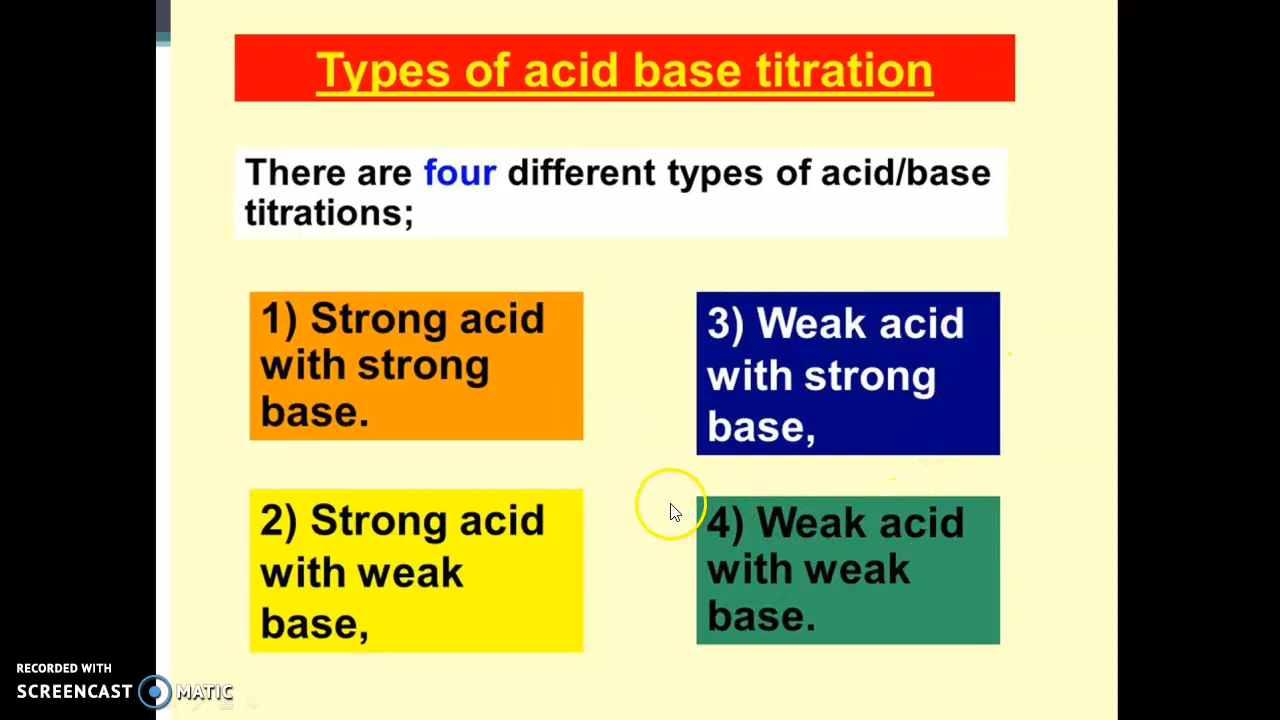 Types of acid base titration
There are four different types of acid/base
titrations;
1) Strong acid
with strong
base.
2) Strong acid
with weak
base,
3) Weak acid
with strong
base,
4) Weak acid
with weak
base.
RECORDED WITH
SCREENCAST MATIC